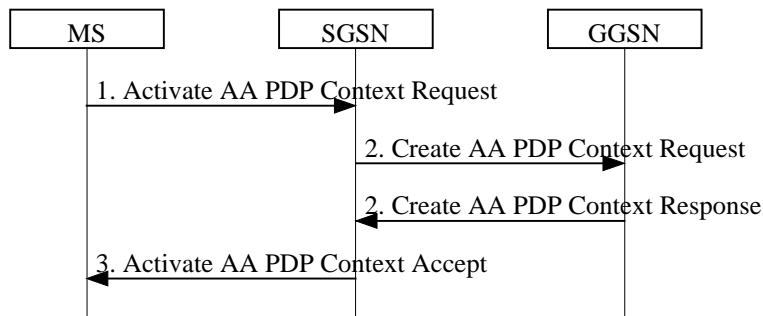 MS SGSN GGSN
1. Activate AA PDP Context Request
2. Create AA PDP Context Request
2. Create AA PDP Context Response
3. Activate AA PDP Context Accept